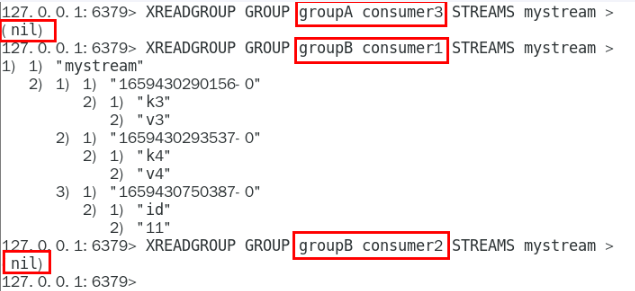 127.0.0.1:6379> XREADGROUP GROUP groupA consumer3 STREAMS mystream >
(nil)
127.0.0.1:6379> XREADGROUP GROUP groupB consumer1 STREAMS mystream >
1) 1) "mystream"
2) 1) 1) "1659430290156-0"
2) 1) "k3"
2) "v3"
2) 1) "1659430293537-0"
2) 1) "k4"
2) "v4"
3) 1) "1659430750387-0"
2) 1) "id"
2) "11"
127.0.0.1:6379> XREADGROUP GROUP groupB consumer2 STREAMS mystream >
(nil)
127.0.0.1:6379>